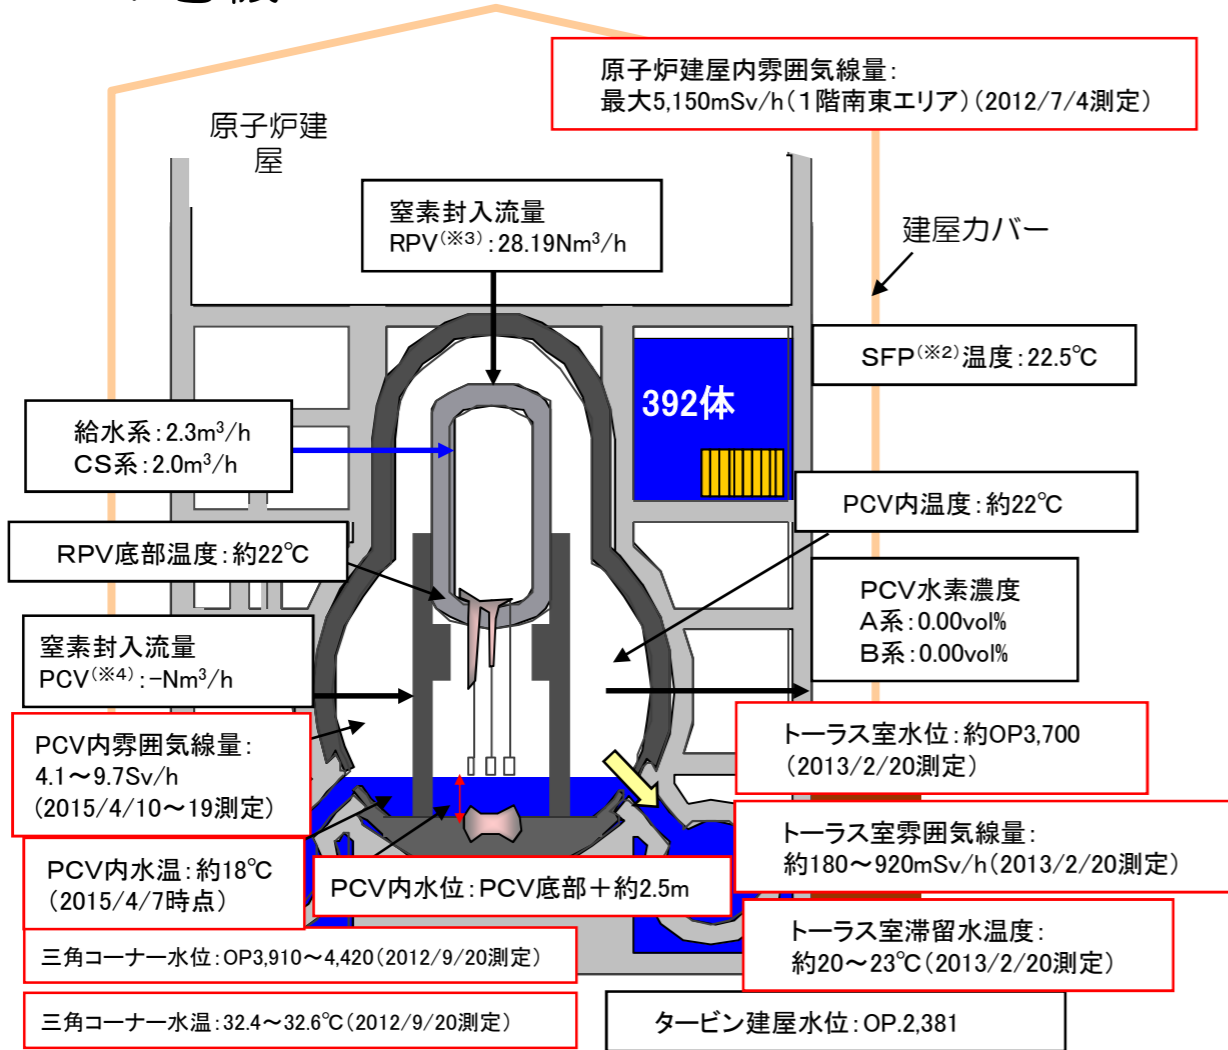 原子炉建屋内雰囲気線量：
最大5,150mSv/h（１階南東エリア）（2012/7/4測定）
原子炉建
屋
窒素封入流量
RPV(※3)：28.19Nm³/h
建屋カバー
SFP(※2)温度：22.5℃
392体
給水系：2.3m³/h
CS系：2.0m³/h
PCV内温度：約22℃
RPV底部温度：約22℃
PCV水素濃度
A系：0.00vol%
B系：0.00vol%
窒素封入流量
PCV(※4)：-Nm³/h
PCV内雰囲気線量：
4.1～9.7Sv/h
（2015/4/10～19測定）
トーラス室水位：約OP3,700
（2013/2/20測定）
トーラス室雰囲気線量：
約180～920mSv/h（2013/2/20測定）
PCV内水温：約18℃
（2015/4/7時点）
PCV内水位：PCV底部＋約2.5m
トーラス室滞留水温度：
約20～23℃（2013/2/20測定）
三角コーナー水位：OP3,910～4,420（2012/9/20測定）
三角コーナー水温：32.4～32.6℃（2012/9/20測定）
タービン建屋水位：OP.2,381